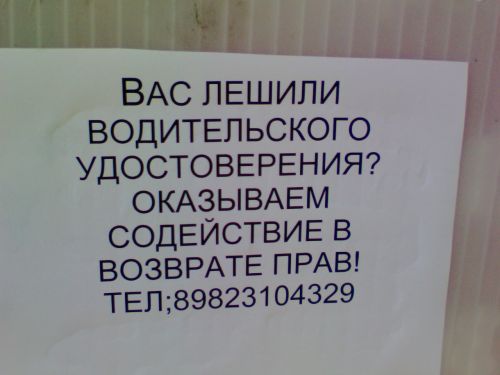 ВАС ЛЕШИЛИ
ВОДИТЕЛЬСКОГО
УДОСТОВЕРЕНИЯ?
ОКАЗЫВАЕМ
СОДЕЙСТВИЕ В
ВОЗВРАТЕ ПРАВ!
ТЕЛ;89823104329